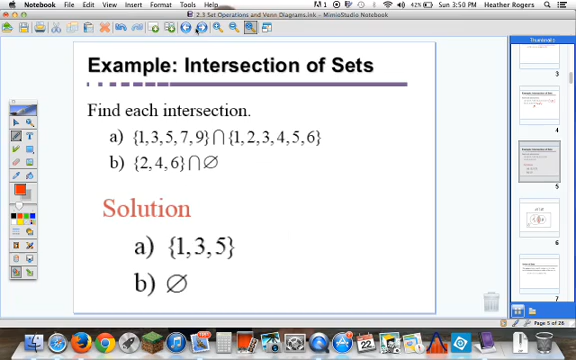 Notebook File Edit View Insert Format Tools Help
42% Sun 3:50 PM Heather Rogers
2.3 Set Operations and Venn Diagrams.ink — MimioStudio Notebook
Example: Intersection of Sets
Find each intersection.
a) {1,3,5,7,9}∩{1,2,3,4,5,6}
b) {2,4,6}∩∅
Solution
a) {1,3,5}
b) ∅
3
4
5
6
7
Page 5 of 26